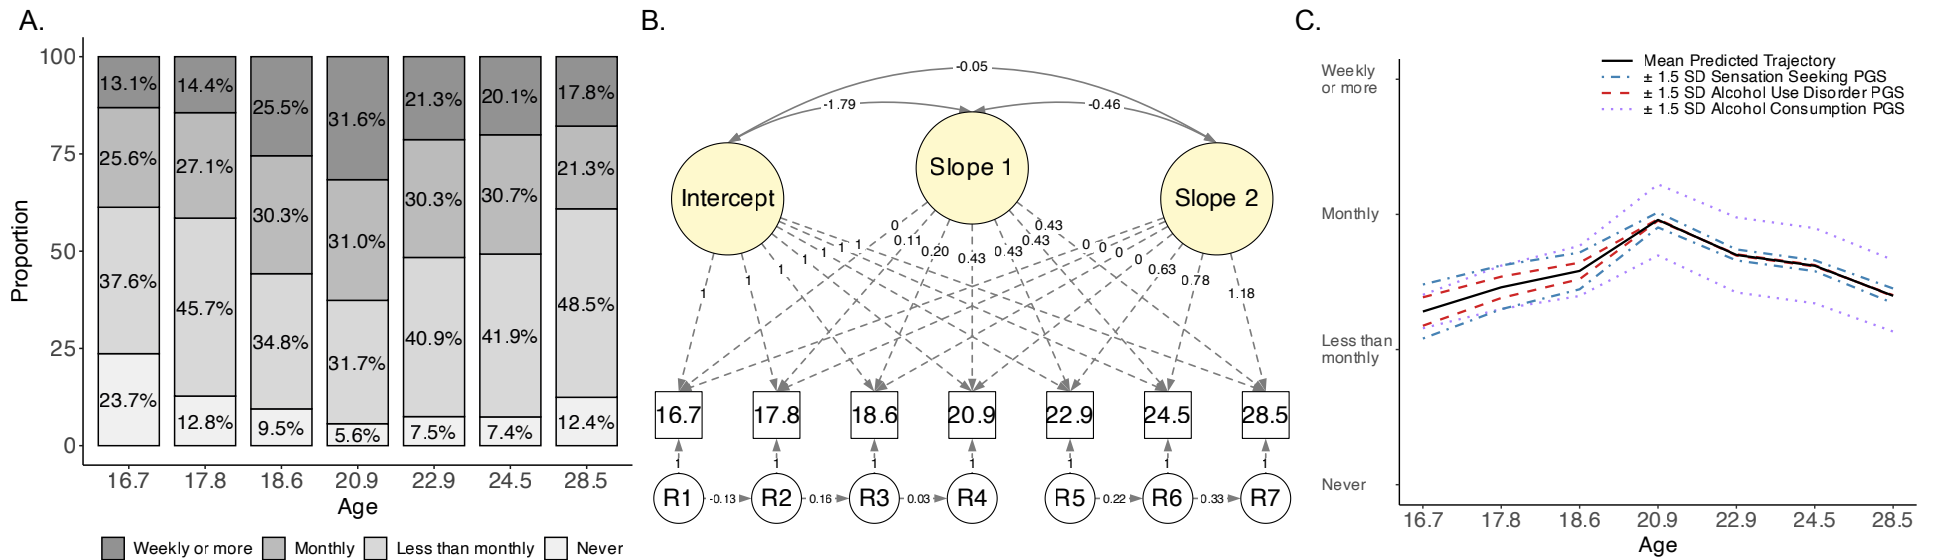 A.
100
75
50
25
0
Proportion
13.1%
25.6%
37.6%
23.7%
14.4%
27.1%
45.7%
12.8%
25.5%
30.3%
34.8%
9.5%
31.6%
31.0%
31.7%
5.6%
21.3%
30.3%
40.9%
7.5%
20.1%
30.7%
41.9%
7.4%
17.8%
21.3%
48.5%
12.4%
16.7 17.8 18.6 20.9 22.9 24.5 28.5
Age
Weekly or more Monthly Less than monthly Never
B.
-0.05
-1.79 -0.46
Intercept Slope 1 Slope 2
1 1 1 1 1 1 1
0 0.11 0.20 0.43 0.43 0.43 0.43
0 0 0 0 0.63 0.78 1.18
16.7 17.8 18.6 20.9 22.9 24.5 28.5
1 1 1 1 1 1 1
R1 -0.13 R2 0.16 R3 0.03 R4 R5 0.22 R6 0.33 R7
C.
Mean Predicted Trajectory
± 1.5 SD Sensation Seeking PGS
± 1.5 SD Alcohol Use Disorder PGS
± 1.5 SD Alcohol Consumption PGS
Weekly
or more
Monthly
Less than
monthly
Never
16.7 17.8 18.6 20.9 22.9 24.5 28.5
Age